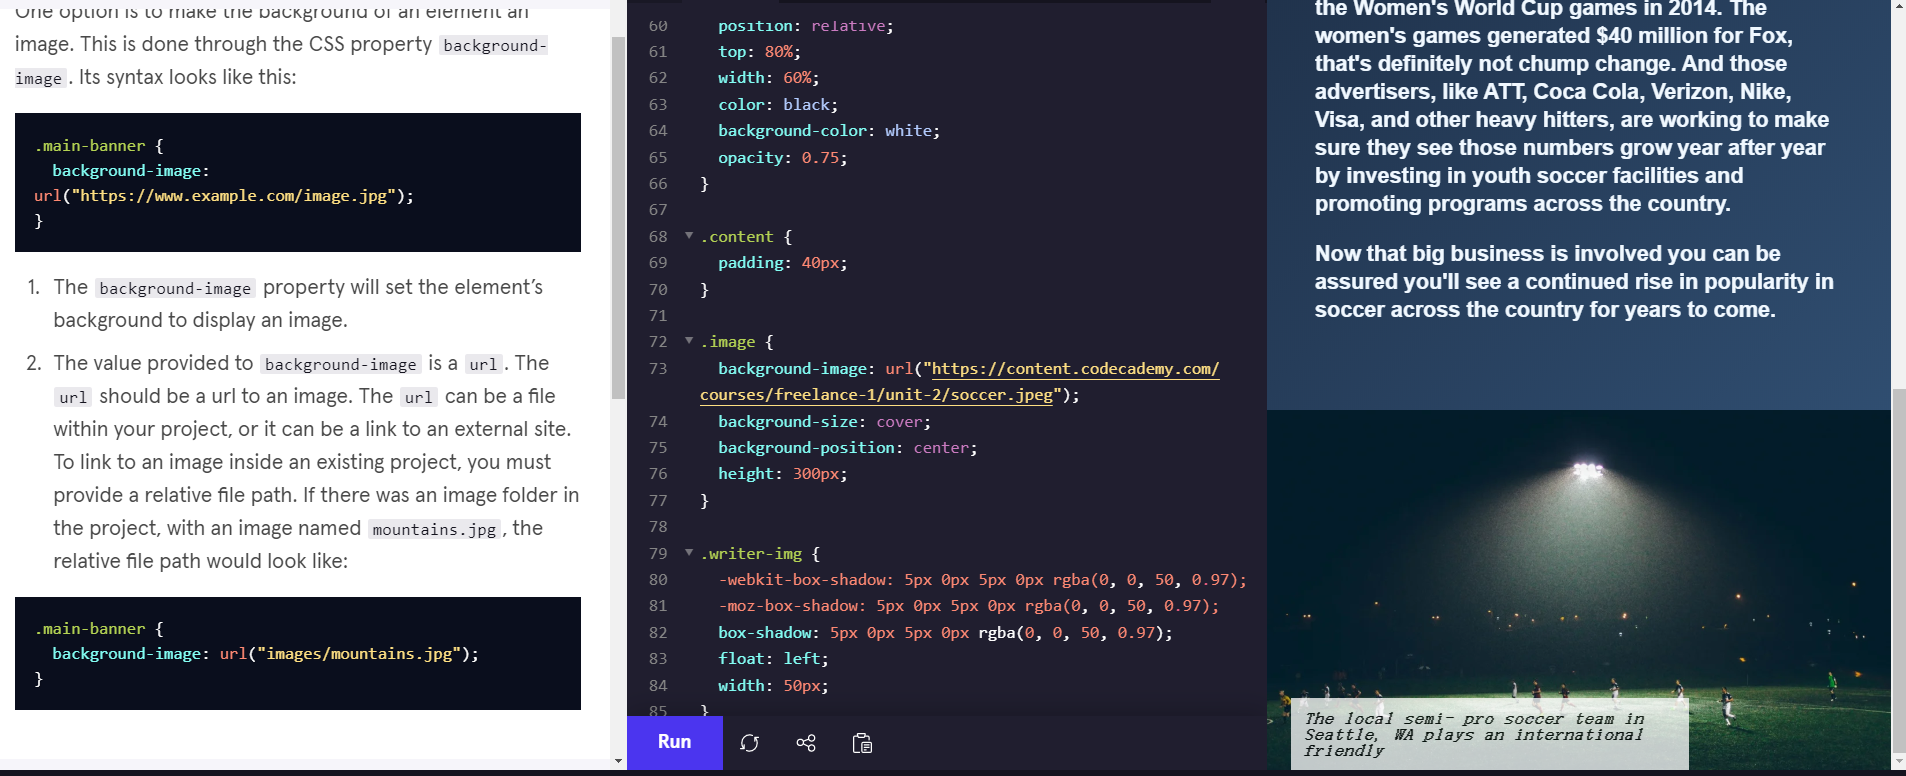 One option is to make the background of an element an
image. This is done through the CSS property background-
image . Its syntax looks like this:
.main-banner {
background-image:
url("https://www.example.com/image.jpg");
}
1. The background-image property will set the element’s
background to display an image.
2. The value provided to background-image is a url. The
url should be a url to an image. The url can be a file
within your project, or it can be a link to an external site.
To link to an image inside an existing project, you must
provide a relative file path. If there was an image folder in
the project, with an image named mountains.jpg, the
relative file path would look like:
.main-banner {
background-image: url("images/mountains.jpg");
}
60 position: relative;
61 top: 80%;
62 width: 60%;
63 color: black;
64 background-color: white;
65 opacity: 0.75;
66 }
67
68 .content {
69 padding: 40px;
70 }
71
72 .image {
73 background-image: url("https://content.codecademy.com/
courses/freelance-1/unit-2/soccer.jpeg");
74 background-size: cover;
75 background-position: center;
76 height: 300px;
77 }
78
79 .writer-img {
80 -webkit-box-shadow: 5px 0px 5px 0px rgba(0, 0, 50, 0.97);
81 -moz-box-shadow: 5px 0px 5px 0px rgba(0, 0, 50, 0.97);
82 box-shadow: 5px 0px 5px 0px rgba(0, 0, 50, 0.97);
83 float: left;
84 width: 50px;
85 }
Run
the Women's World Cup games in 2014. The
women's games generated $40 million for Fox,
that's definitely not chump change. And those
advertisers, like ATT, Coca Cola, Verizon, Nike,
Visa, and other heavy hitters, are working to make
sure they see those numbers grow year after year
by investing in youth soccer facilities and
promoting programs across the country.
Now that big business is involved you can be
assured you'll see a continued rise in popularity in
soccer across the country for years to come.
The local semi- pro soccer team in
Seattle, WA plays an international
friendly